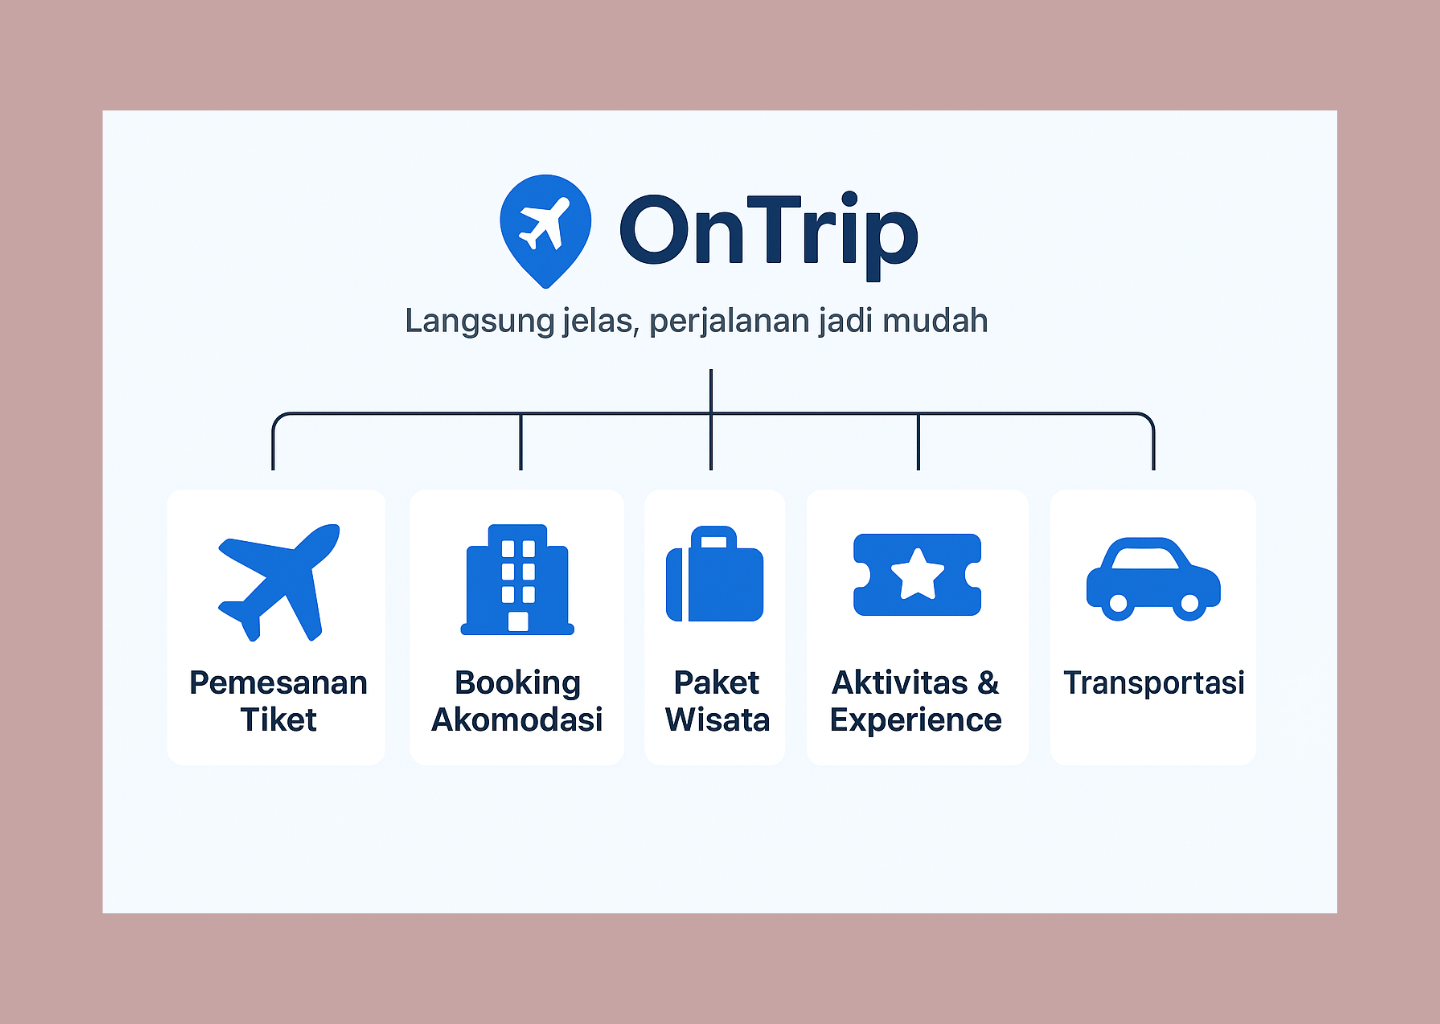 OnTrip
Langsung jelas, perjalanan jadi mudah
Pemesanan
Tiket
Booking
Akomodasi
Paket
Wisata
Aktivitas &
Experience
Transportasi